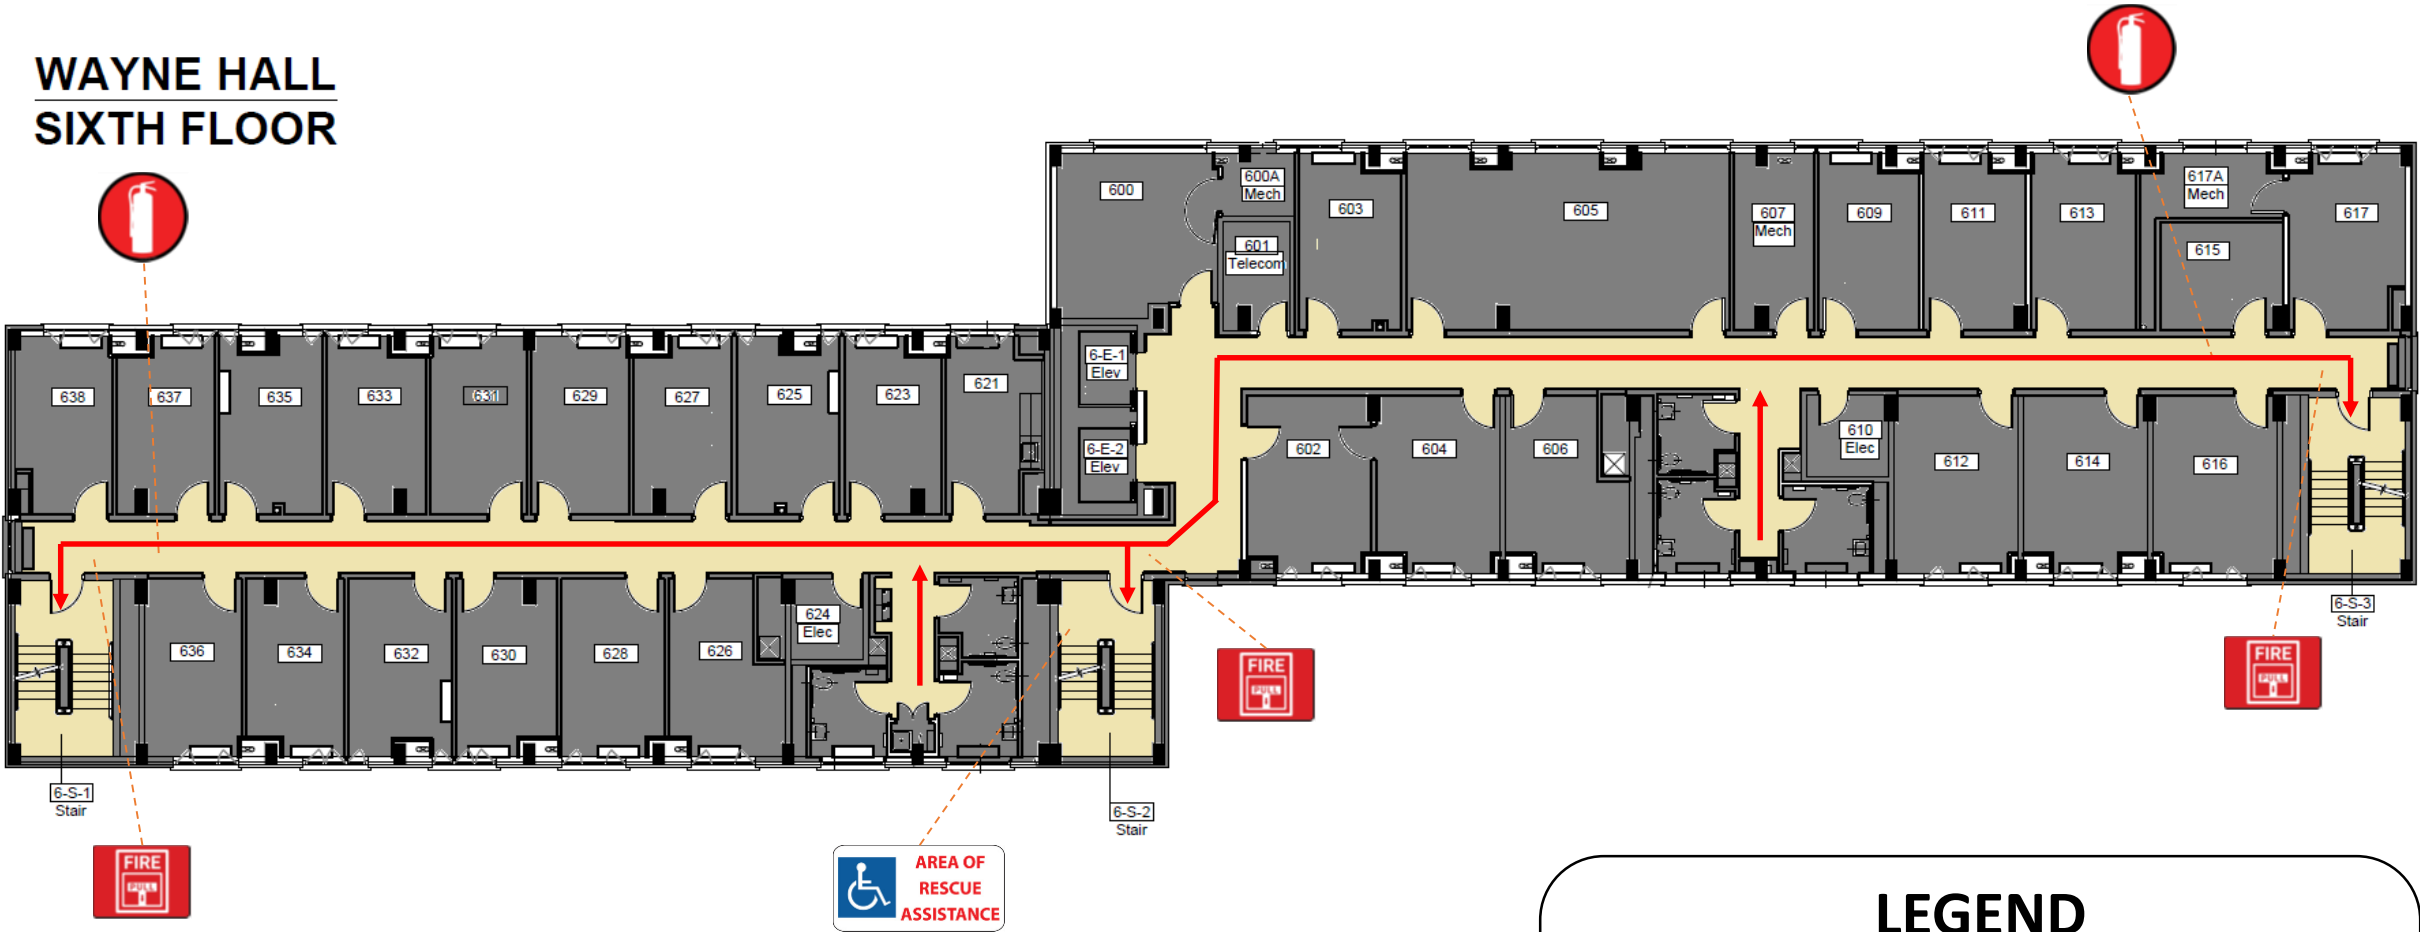 WAYNE HALL
SIXTH FLOOR
600
600A
Mech
601
Telecom
603
605
607
Mech
609
611
613
617A
Mech
615
617
6-E-1
Elev
6-E-2
Elev
638
637
635
633
631
629
627
625
623
621
602
604
606
610
Elec
612
614
616
636
634
632
630
628
626
624
Elec
6-S-1
Stair
6-S-2
Stair
6-S-3
Stair
FIRE
PULL
FIRE
PULL
FIRE
PULL
AREA OF
RESCUE
ASSISTANCE
LEGEND